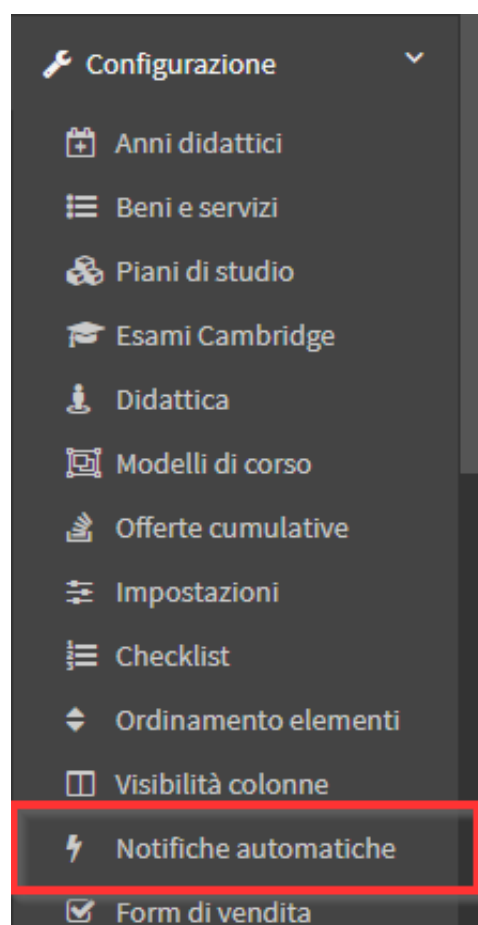 Configurazione
Anni didattici
Beni e servizi
Piani di studio
Esami Cambridge
Didattica
Modelli di corso
Offerte cumulative
Impostazioni
Checklist
Ordinamento elementi
Visibilità colonne
Notifiche automatiche
Form di vendita